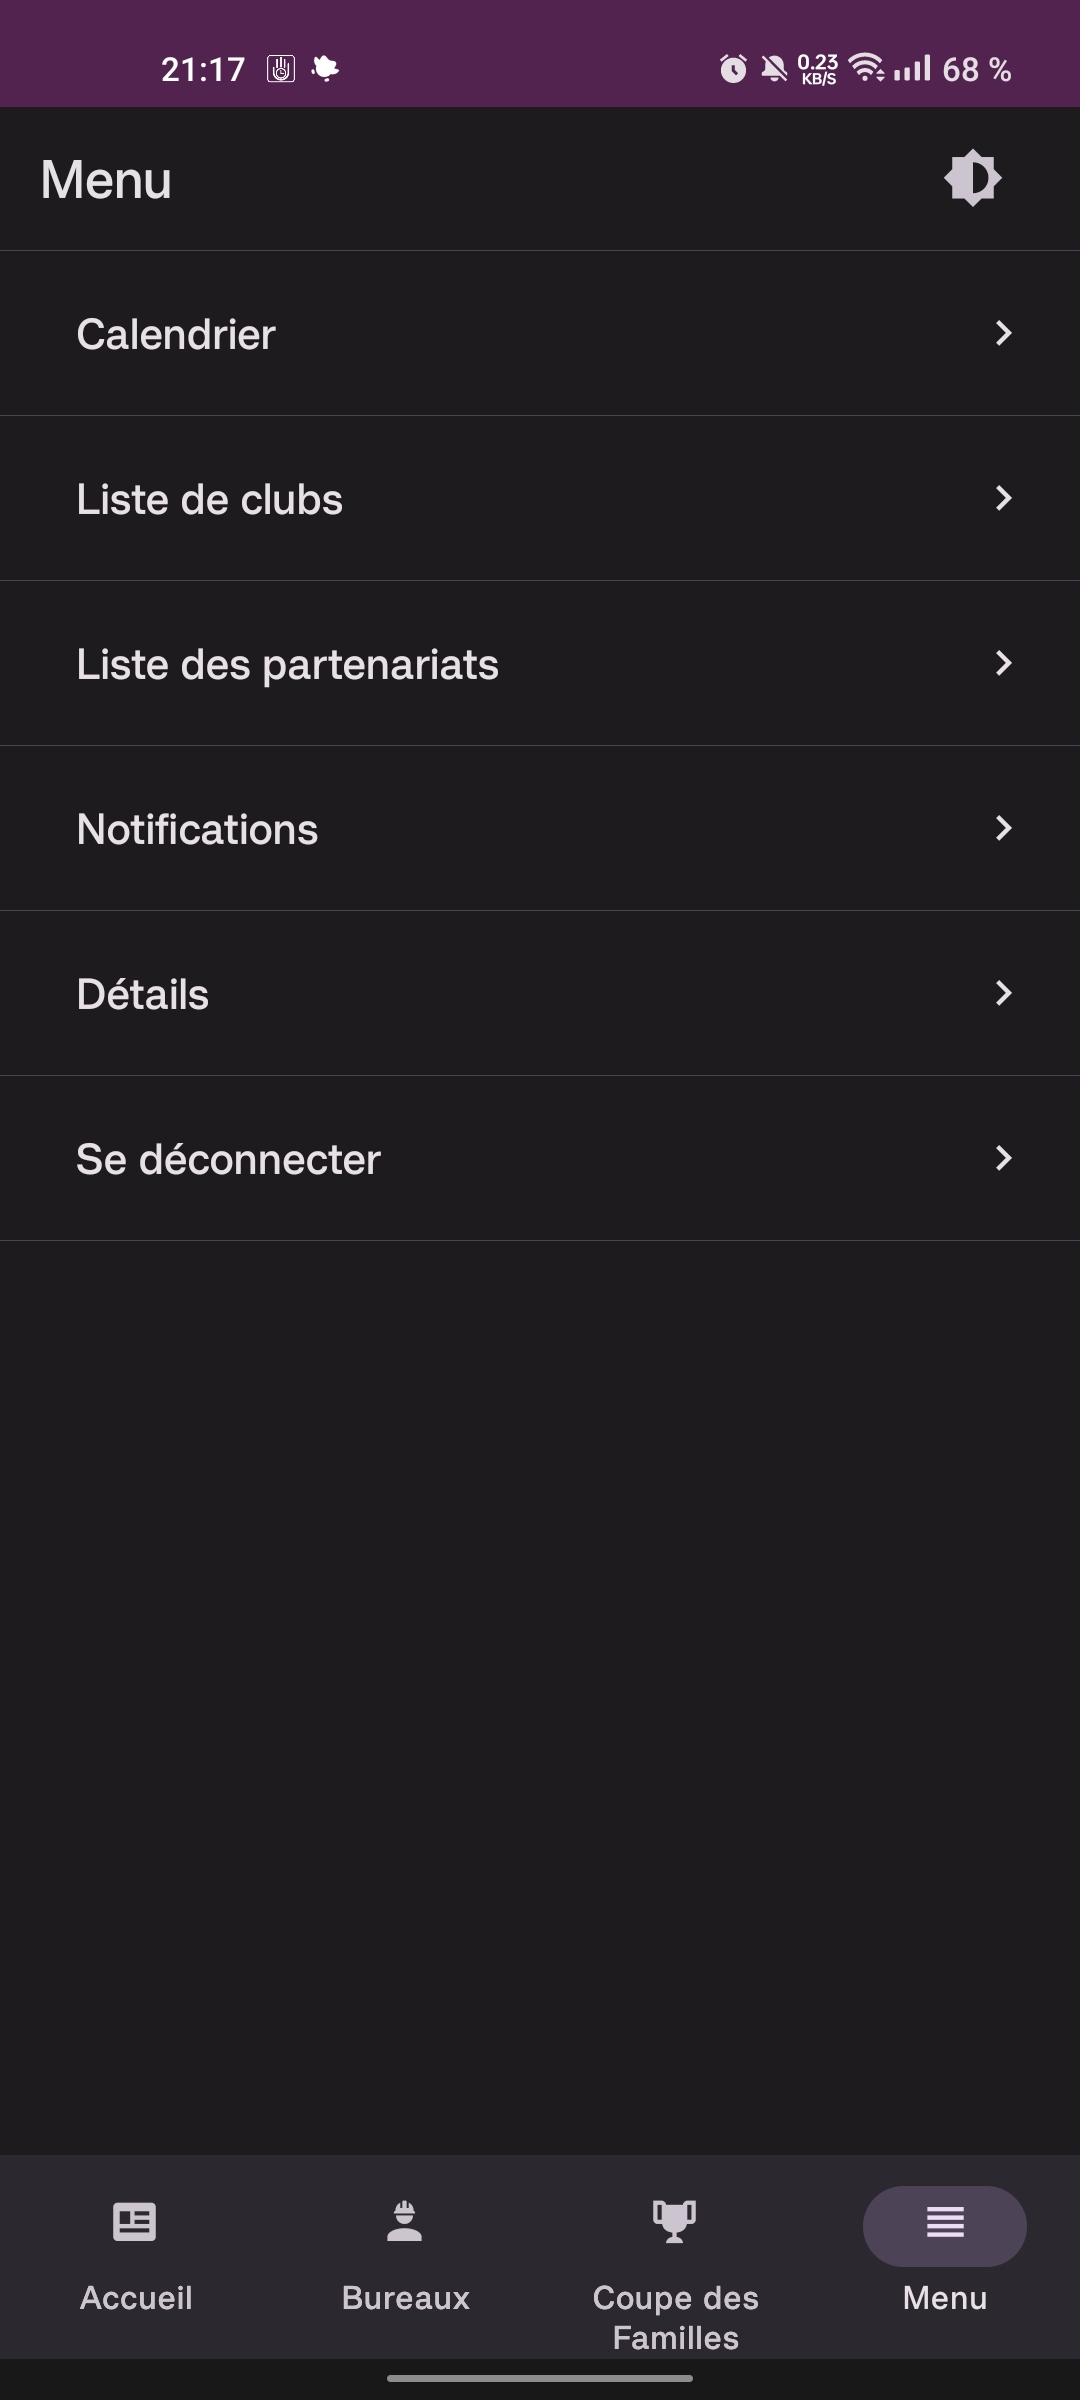 21:17
0.23
KB/S
68 %
Menu
Calendrier
Liste de clubs
Liste des partenariats
Notifications
Détails
Se déconnecter
Accueil
Bureaux
Coupe des
Familles
Menu